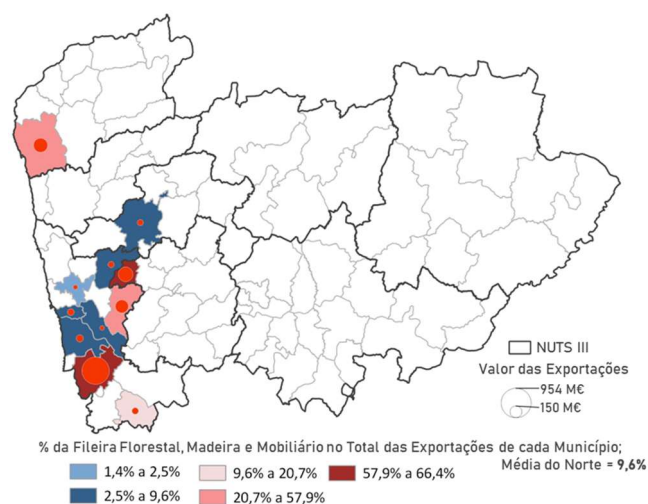 NUTS III
Valor das Exportações
954 M€
150 M€
% da Fileira Florestal, Madeira e Mobiliário no Total das Exportações de cada Município;
Média do Norte = 9,6%
1,4% a 2,5%
9,6% a 20,7%
57,9% a 66,4%
2,5% a 9,6%
20,7% a 57,9%